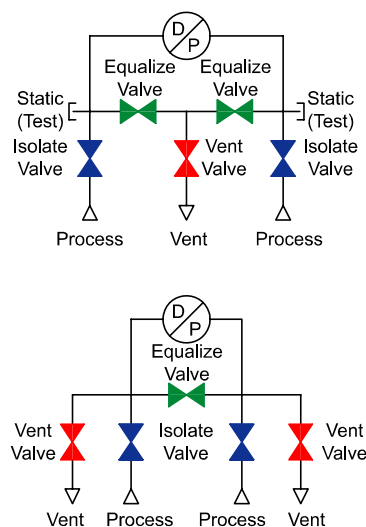 D
P
Equalize Equalize
Valve Valve
Static Static
(Test) (Test)
Isolate Vent Isolate
Valve Valve Valve
Process Vent Process
D
P
Equalize
Valve
Vent Isolate Vent
Valve Valve Valve
Vent Process Process Vent